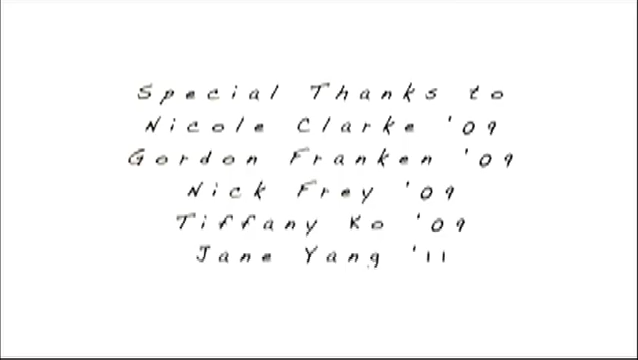 Special Thanks to
Nicole Clarke '09
Gordon Franken '09
Nick Frey '09
Tiffany Ko '09
Jane Yang '11